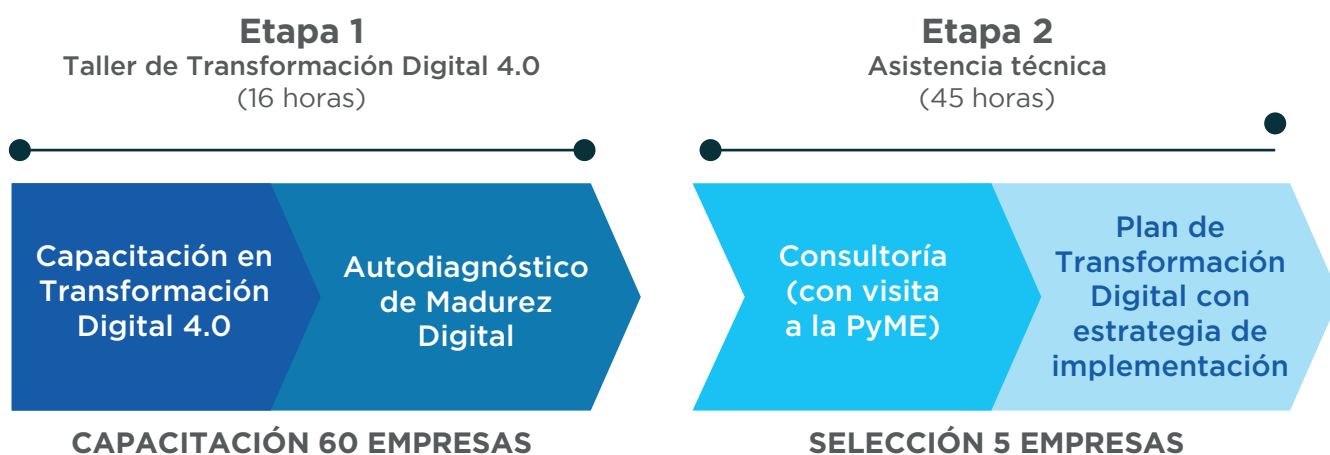 Etapa 1
Taller de Transformación Digital 4.0
(16 horas)
Capacitación en
Transformación
Digital 4.0
Autodiagnóstico
de Madurez
Digital
CAPACITACIÓN 60 EMPRESAS
Etapa 2
Asistencia técnica
(45 horas)
Consultoría
(con visita
a la PyME)
Plan de
Transformación
Digital con
estrategia de
implementación
SELECCIÓN 5 EMPRESAS